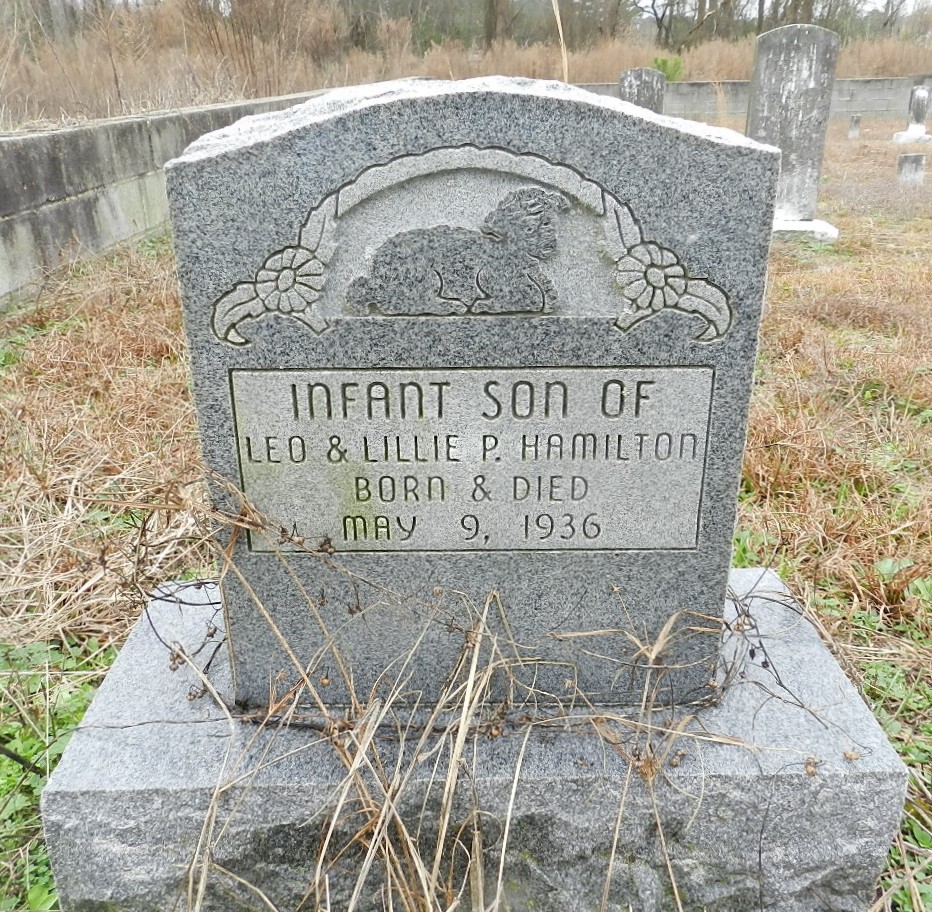 INFANT SON OF
LEO & LILLIE P. HAMILTON
BORN & DIED
MAY 9, 1936